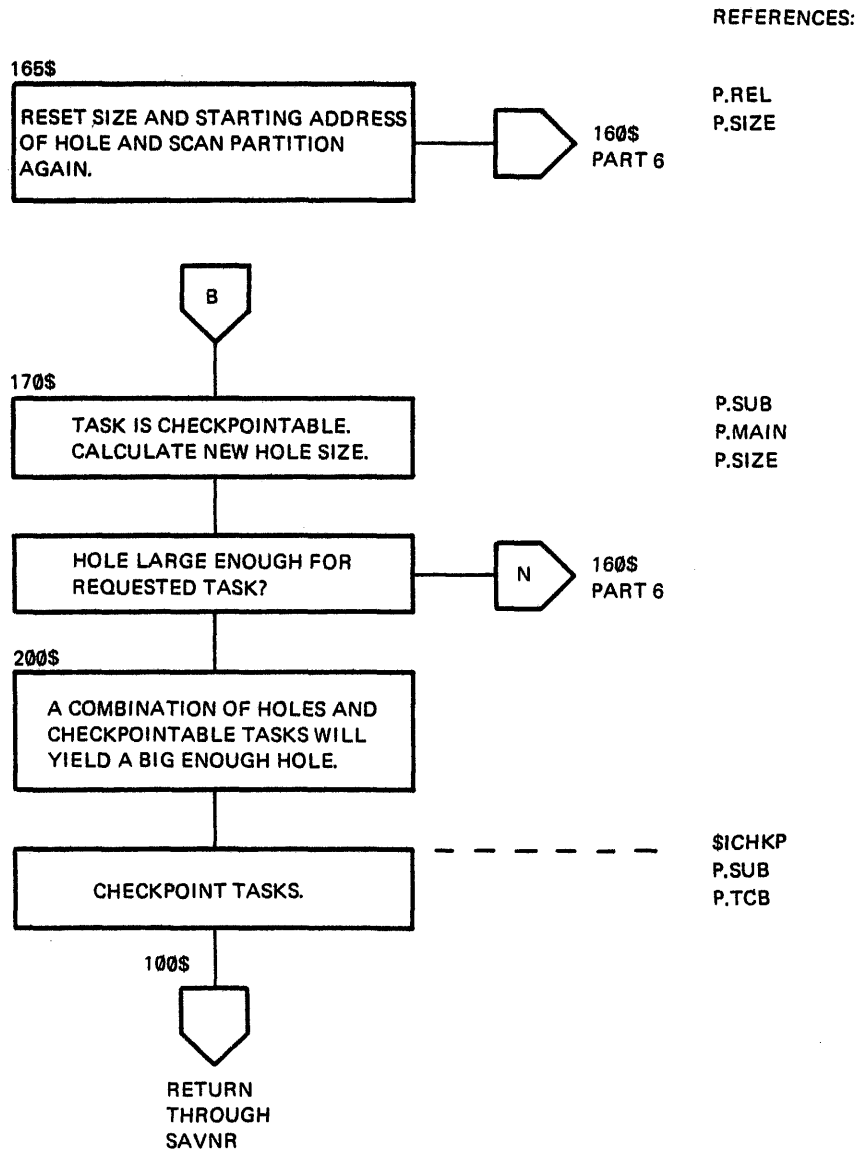 REFERENCES:
165$
RESET SIZE AND STARTING ADDRESS
OF HOLE AND SCAN PARTITION
AGAIN.
160$
PART 6
P.REL
P.SIZE
B
170$
TASK IS CHECKPOINTABLE.
CALCULATE NEW HOLE SIZE.
P.SUB
P.MAIN
P.SIZE
HOLE LARGE ENOUGH FOR
REQUESTED TASK?
N
160$
PART 6
200$
A COMBINATION OF HOLES AND
CHECKPOINTABLE TASKS WILL
YIELD A BIG ENOUGH HOLE.
CHECKPOINT TASKS.
$ICHKP
P.SUB
P.TCB
100$
RETURN
THROUGH
SAVNR